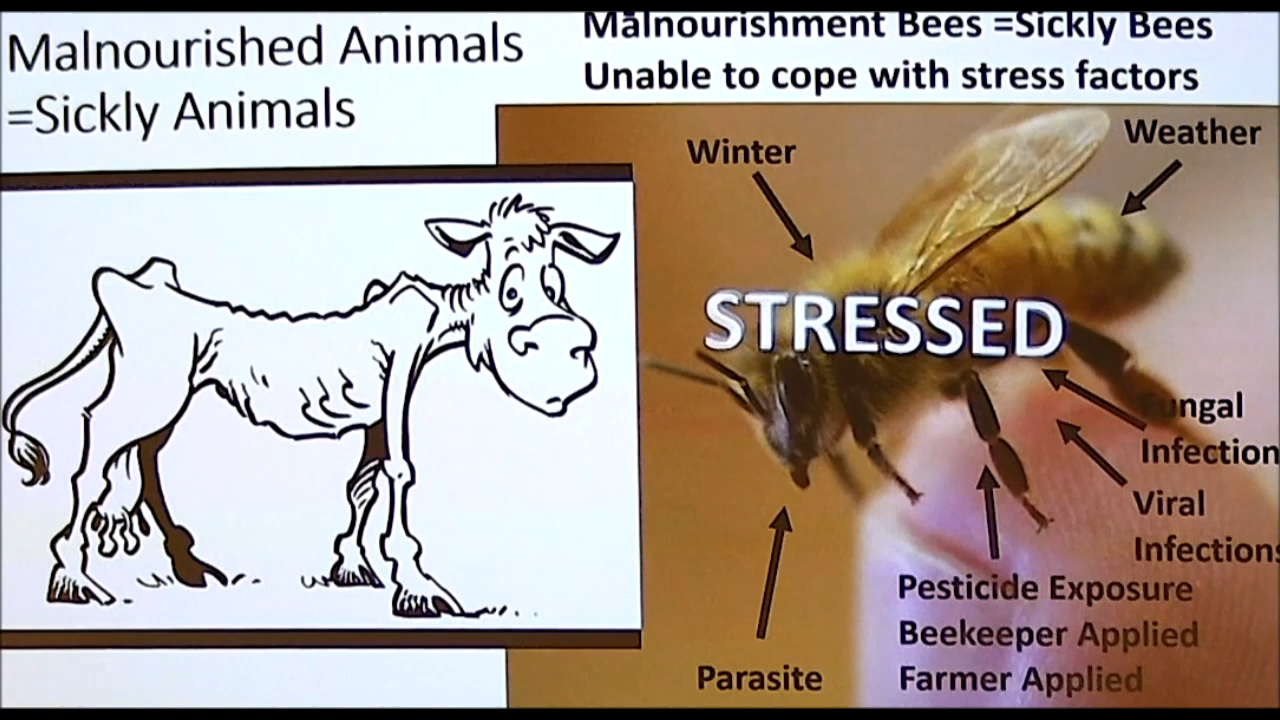 Malnourished Animals
=Sickly Animals
Malnourishment Bees =Sickly Bees
Unable to cope with stress factors
Winter
Weather
STRESSED
Fungal
Infection
Viral
Infections
Pesticide Exposure
Beekeeper Applied
Farmer Applied
Parasite